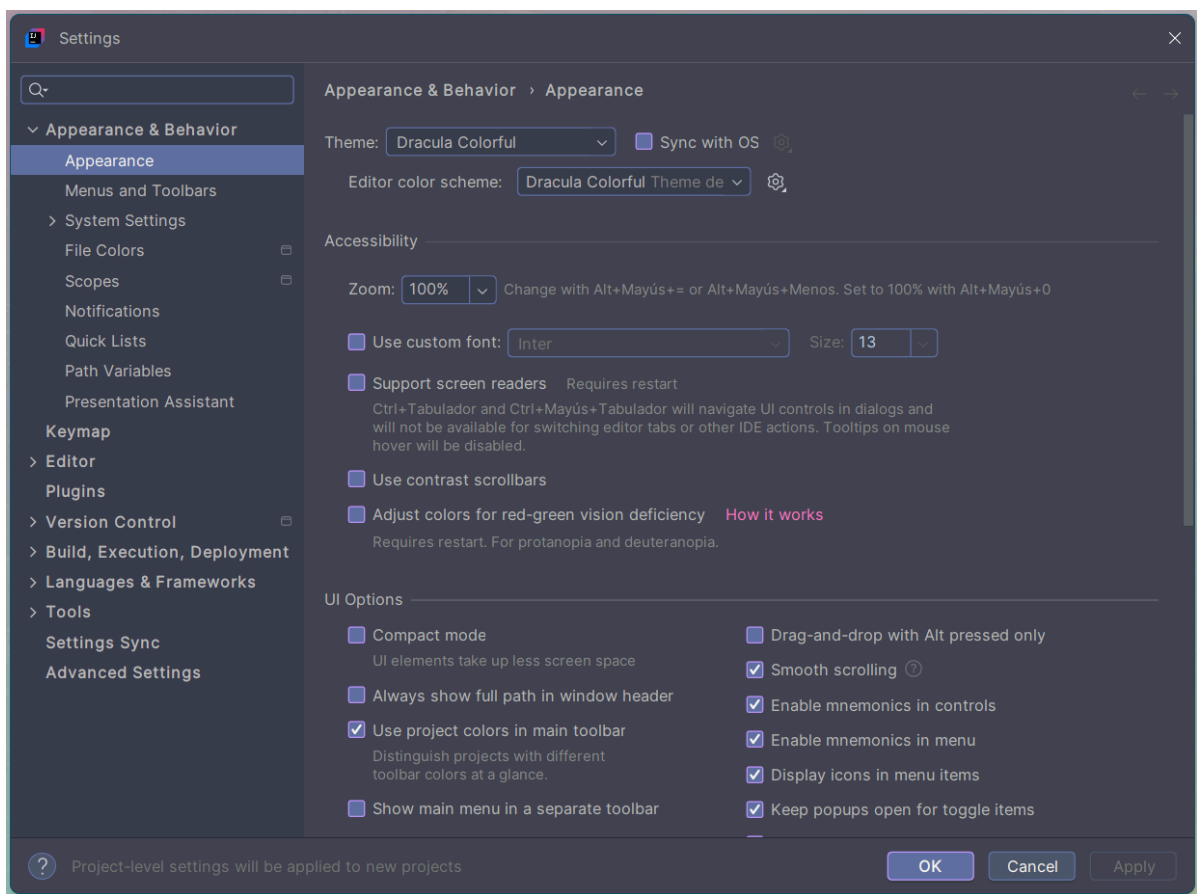 Settings
Appearance & Behavior
Appearance
Menus and Toolbars
System Settings
File Colors
Scopes
Notifications
Quick Lists
Path Variables
Presentation Assistant
Keymap
Editor
Plugins
Version Control
Build, Execution, Deployment
Languages & Frameworks
Tools
Settings Sync
Advanced Settings
Appearance & Behavior › Appearance
Theme: Dracula Colorful Sync with OS
Editor color scheme: Dracula Colorful Theme de
Accessibility
Zoom: 100% Change with Alt+Mayús+= or Alt+Mayús+Menos. Set to 100% with Alt+Mayús+0
Use custom font: Inter Size: 13
Support screen readers Requires restart
Ctrl+Tabulador and Ctrl+Mayús+Tabulador will navigate UI controls in dialogs and
will not be available for switching editor tabs or other IDE actions. Tooltips on mouse
hover will be disabled.
Use contrast scrollbars
Adjust colors for red-green vision deficiency How it works
Requires restart. For protanopia and deuteranopia.
UI Options
Compact mode
UI elements take up less screen space
Always show full path in window header
Use project colors in main toolbar
Distinguish projects with different
toolbar colors at a glance.
Show main menu in a separate toolbar
Drag-and-drop with Alt pressed only
Smooth scrolling ?
Enable mnemonics in controls
Enable mnemonics in menu
Display icons in menu items
Keep popups open for toggle items
? Project-level settings will be applied to new projects
OK Cancel Apply